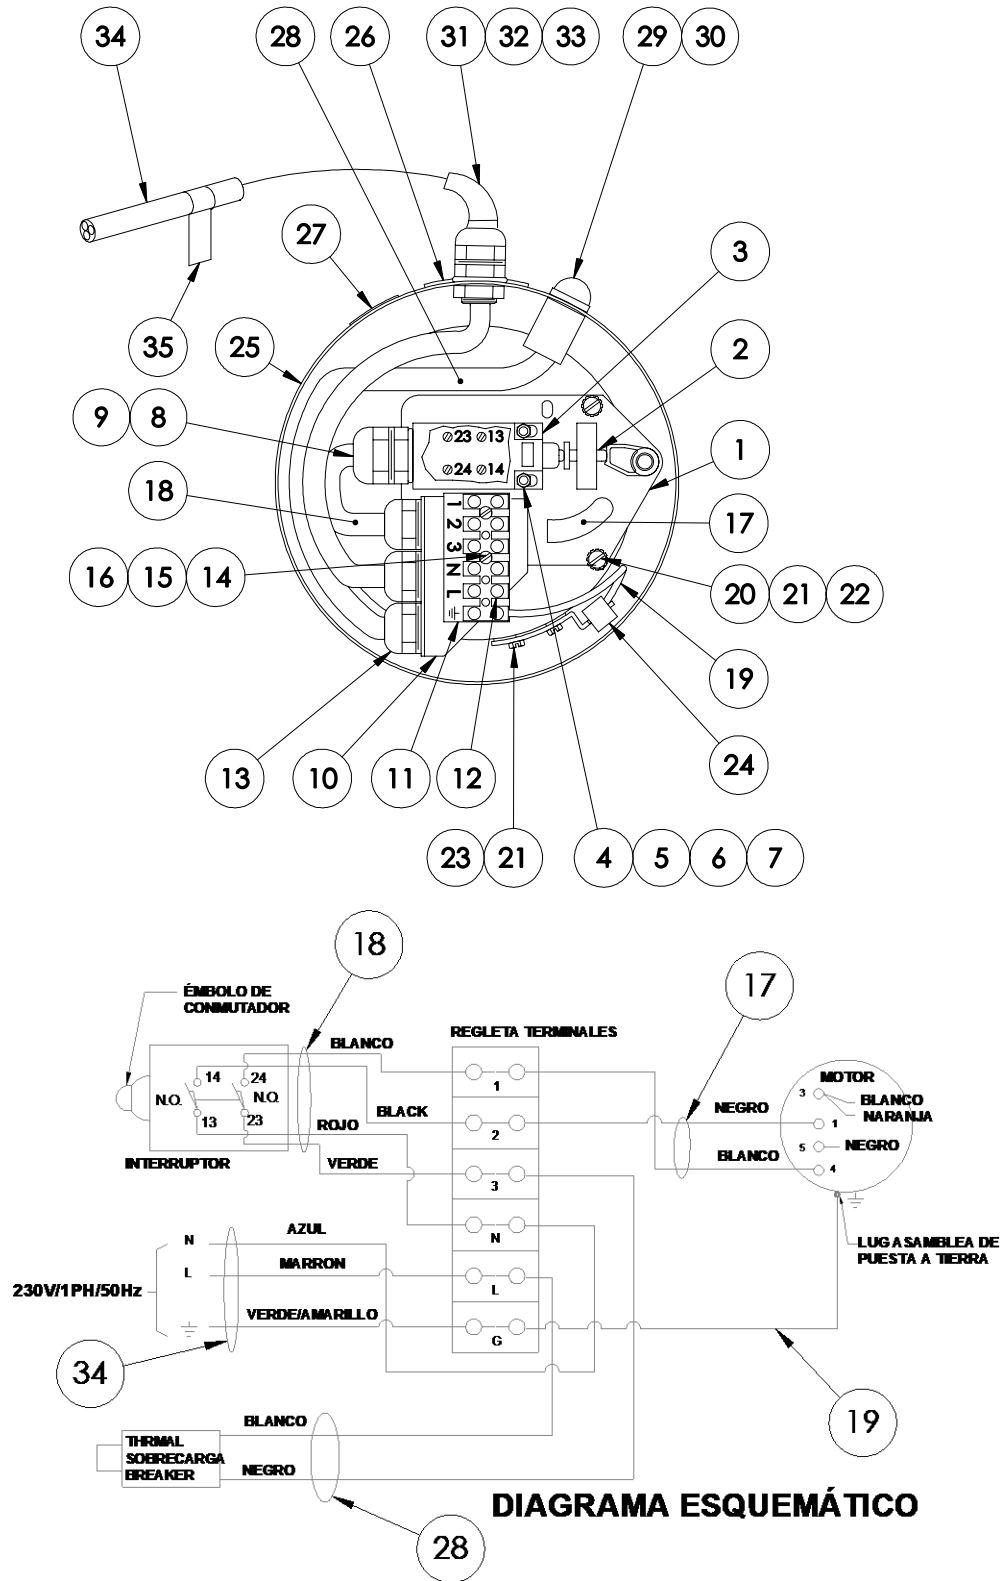 34
28
26
31 32 33
29 30
27
3
35
25
2
9 8
23 13
24 14
1
18
1
2
3
N
L
17
16 15 14
20 21 22
19
13
10
11
12
24
23 21
4 5 6 7
18
17
ÉMBOLO DE
CONMUTADOR
BLANCO
REGLETA TERMINALES
14
24
N.O.
N.O.
13
23
BLACK
ROJO
INTERRUPTOR
VERDE
1
2
3
N
L
G
NEGRO
BLANCO
MOTOR
3
BLANCO
NARANJA
1
5
NEGRO
4
LUG ASAMBLEA DE
PUESTA A TIERRA
N
AZUL
L
MARRON
230V/1PH/50Hz
VERDE/AMARILLO
34
19
BLANCO
THRMAL
SOBRECARGA
BREAKER
NEGRO
28
DIAGRAMA ESQUEMÁTICO